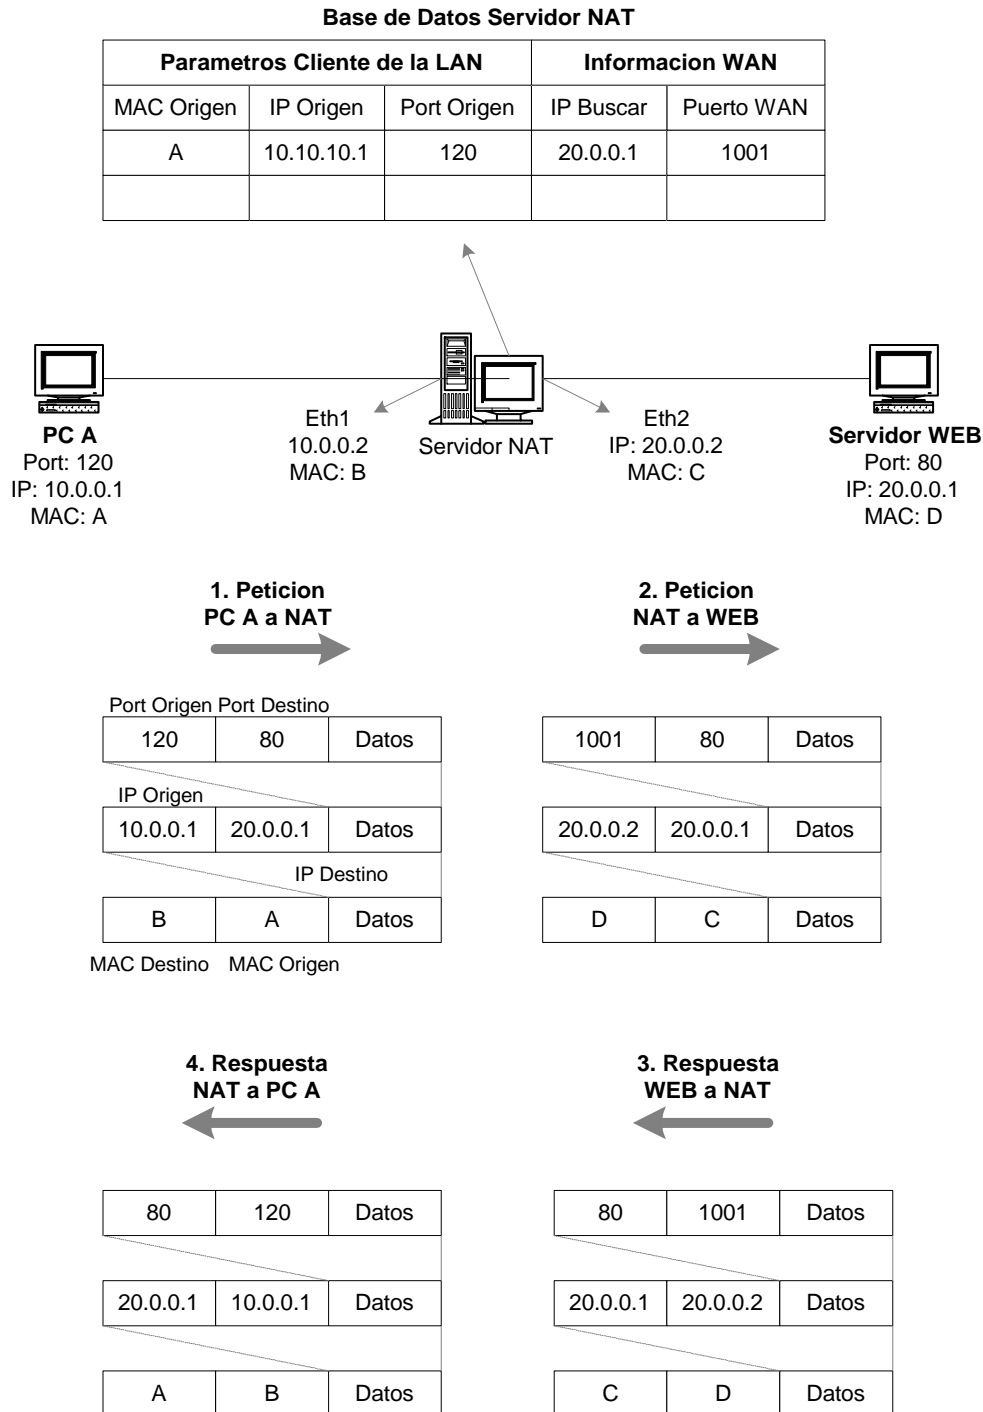 Base de Datos Servidor NAT
Parametros Cliente de la LAN Informacion WAN
MAC Origen IP Origen Port Origen IP Buscar Puerto WAN
A 10.10.10.1 120 20.0.0.1 1001
PC A
Port: 120
IP: 10.0.0.1
MAC: A
Eth1
10.0.0.2
MAC: B
Servidor NAT
Eth2
IP: 20.0.0.2
MAC: C
Servidor WEB
Port: 80
IP: 20.0.0.1
MAC: D
1. Peticion
PC A a NAT
Port Origen Port Destino
120 80 Datos
IP Origen
10.0.0.1 20.0.0.1 Datos
IP Destino
B A Datos
MAC Destino MAC Origen
2. Peticion
NAT a WEB
1001 80 Datos
20.0.0.2 20.0.0.1 Datos
D C Datos
4. Respuesta
NAT a PC A
80 120 Datos
20.0.0.1 10.0.0.1 Datos
A B Datos
3. Respuesta
WEB a NAT
80 1001 Datos
20.0.0.1 20.0.0.2 Datos
C D Datos